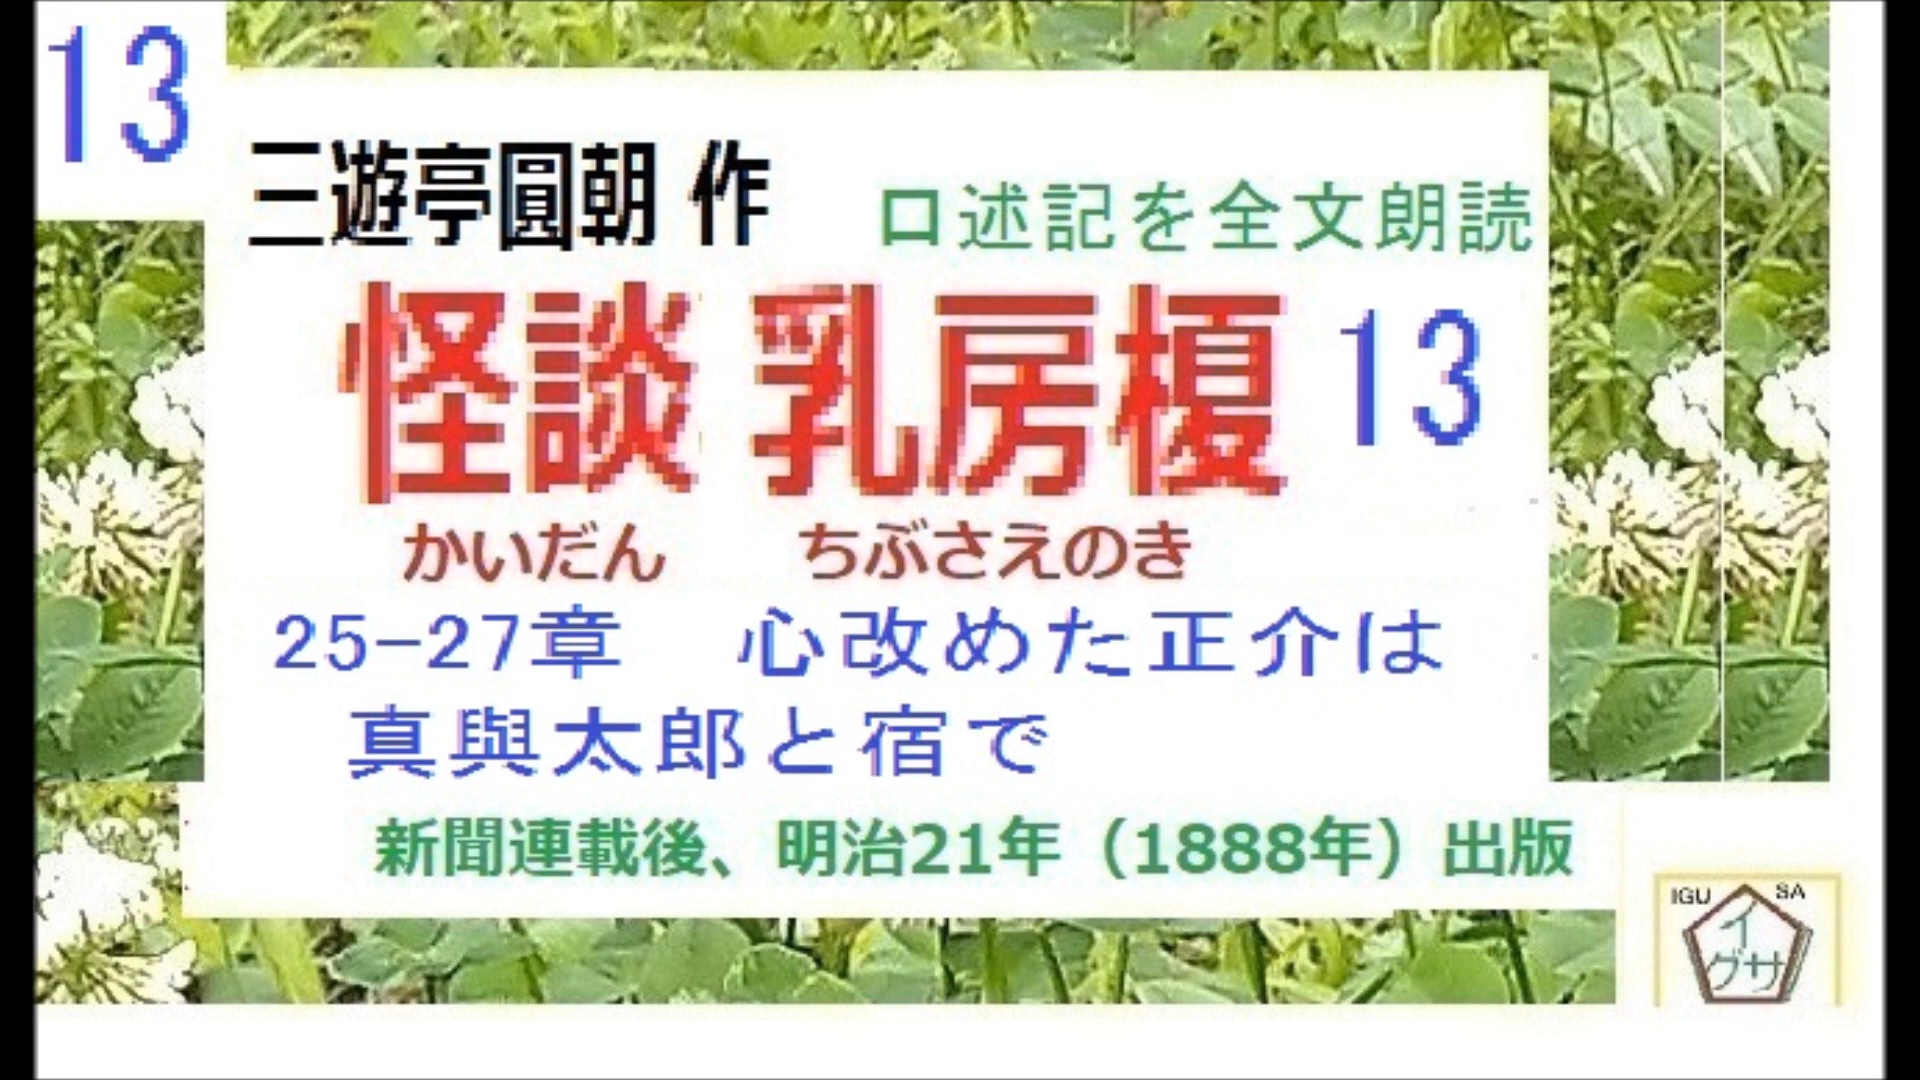 13
三遊亭圓朝 作 口述記を全文朗読
怪談 乳房榎 13
かいだん ちぶさえのき
25-27章 心改めた正介は
真與太郎と宿で
新聞連載後、明治21年（1888年）出版
IGU SA
イ
グサ